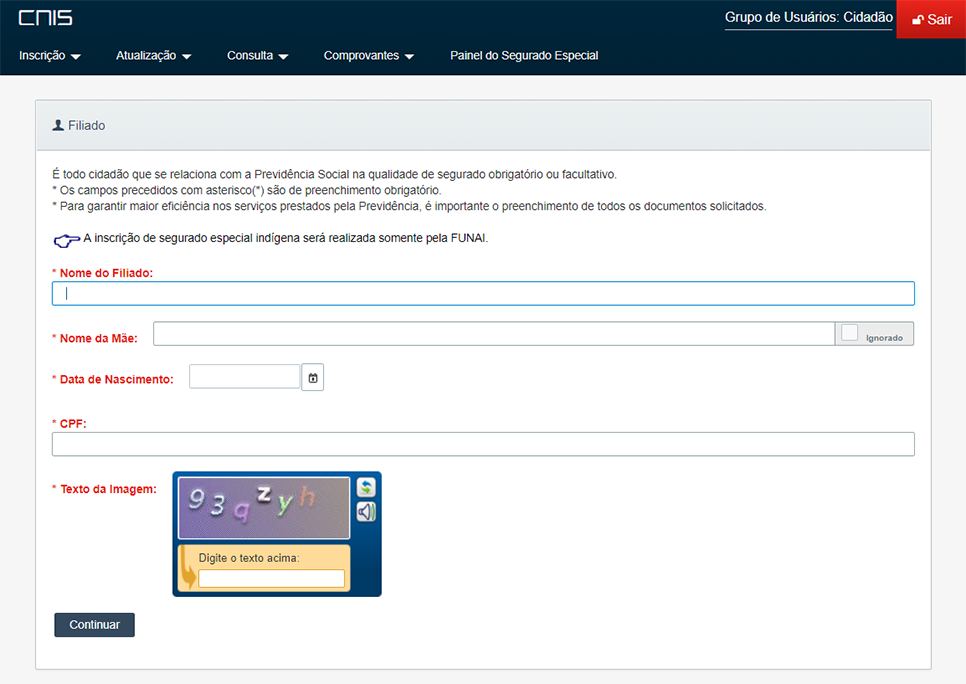 CNIS
Grupo de Usuários: Cidadão
Sair
Inscrição
Atualização
Consulta
Comprovantes
Painel do Segurado Especial
Filiado
É todo cidadão que se relaciona com a Previdência Social na qualidade de segurado obrigatório ou facultativo.
* Os campos precedidos com asterisco(*) são de preenchimento obrigatório.
* Para garantir maior eficiência nos serviços prestados pela Previdência, é importante o preenchimento de todos os documentos solicitados.
A inscrição de segurado especial indígena será realizada somente pela FUNAI.
* Nome do Filiado:
* Nome da Mãe:
Ignorado
* Data de Nascimento:
* CPF:
* Texto da Imagem:
93qzyh
Digite o texto acima:
Continuar